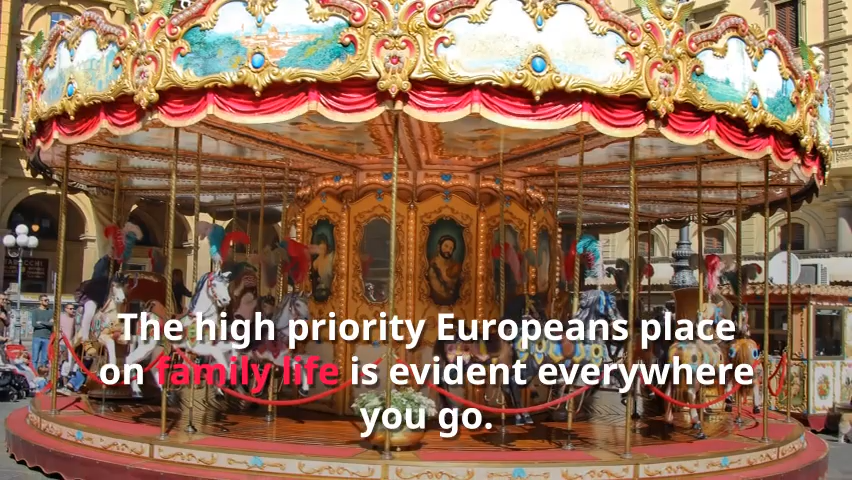 The high priority Europeans place
on family life is evident everywhere
you go.